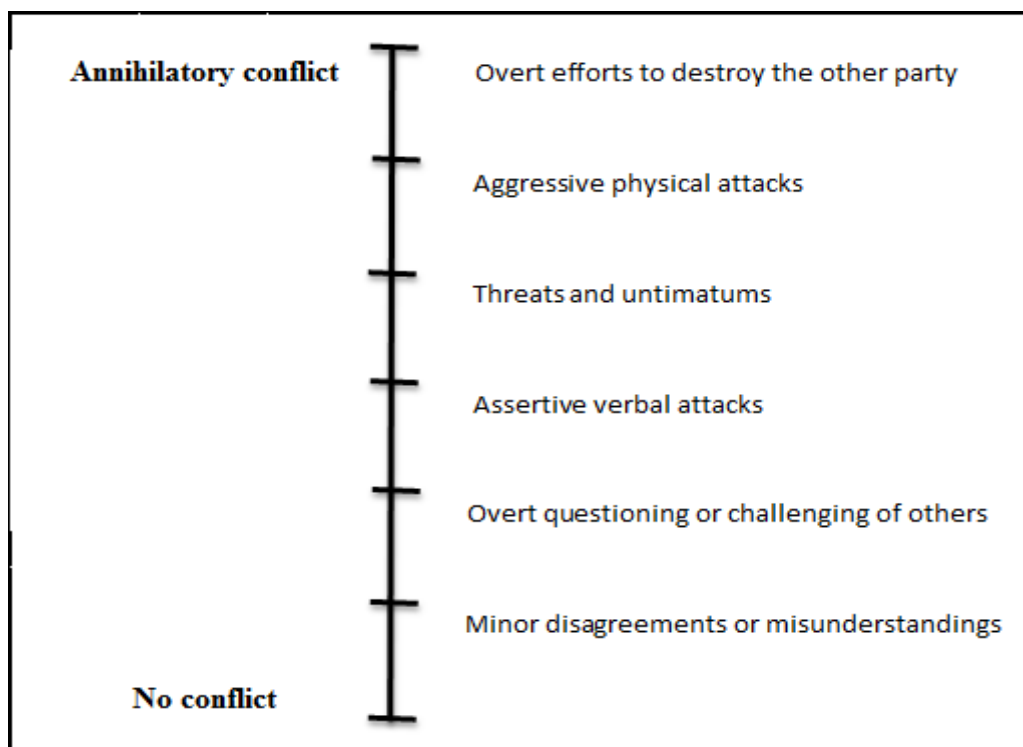 Annihilatory conflict
Overt efforts to destroy the other party
Aggressive physical attacks
Threats and untimatums
Assertive verbal attacks
Overt questioning or challenging of others
Minor disagreements or misunderstandings
No conflict